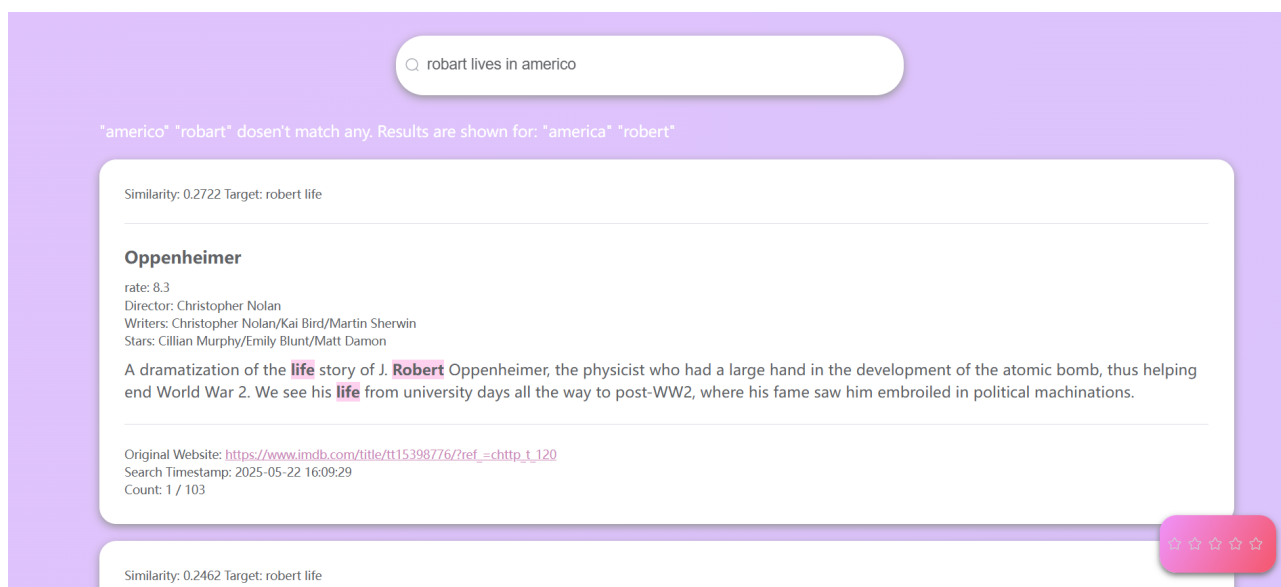 robart lives in americo
"americo" "robart" dosen't match any. Results are shown for: "america" "robert"
Similarity: 0.2722 Target: robert life
Oppenheimer
rate: 8.3
Director: Christopher Nolan
Writers: Christopher Nolan/Kai Bird/Martin Sherwin
Stars: Cillian Murphy/Emily Blunt/Matt Damon
A dramatization of the life story of J. Robert Oppenheimer, the physicist who had a large hand in the development of the atomic bomb, thus helping
end World War 2. We see his life from university days all the way to post-WW2, where his fame saw him embroiled in political machinations.
Original Website: https://www.imdb.com/title/tt15398776/?ref_=chttp_t_120
Search Timestamp: 2025-05-22 16:09:29
Count: 1 / 103
Similarity: 0.2462 Target: robert life